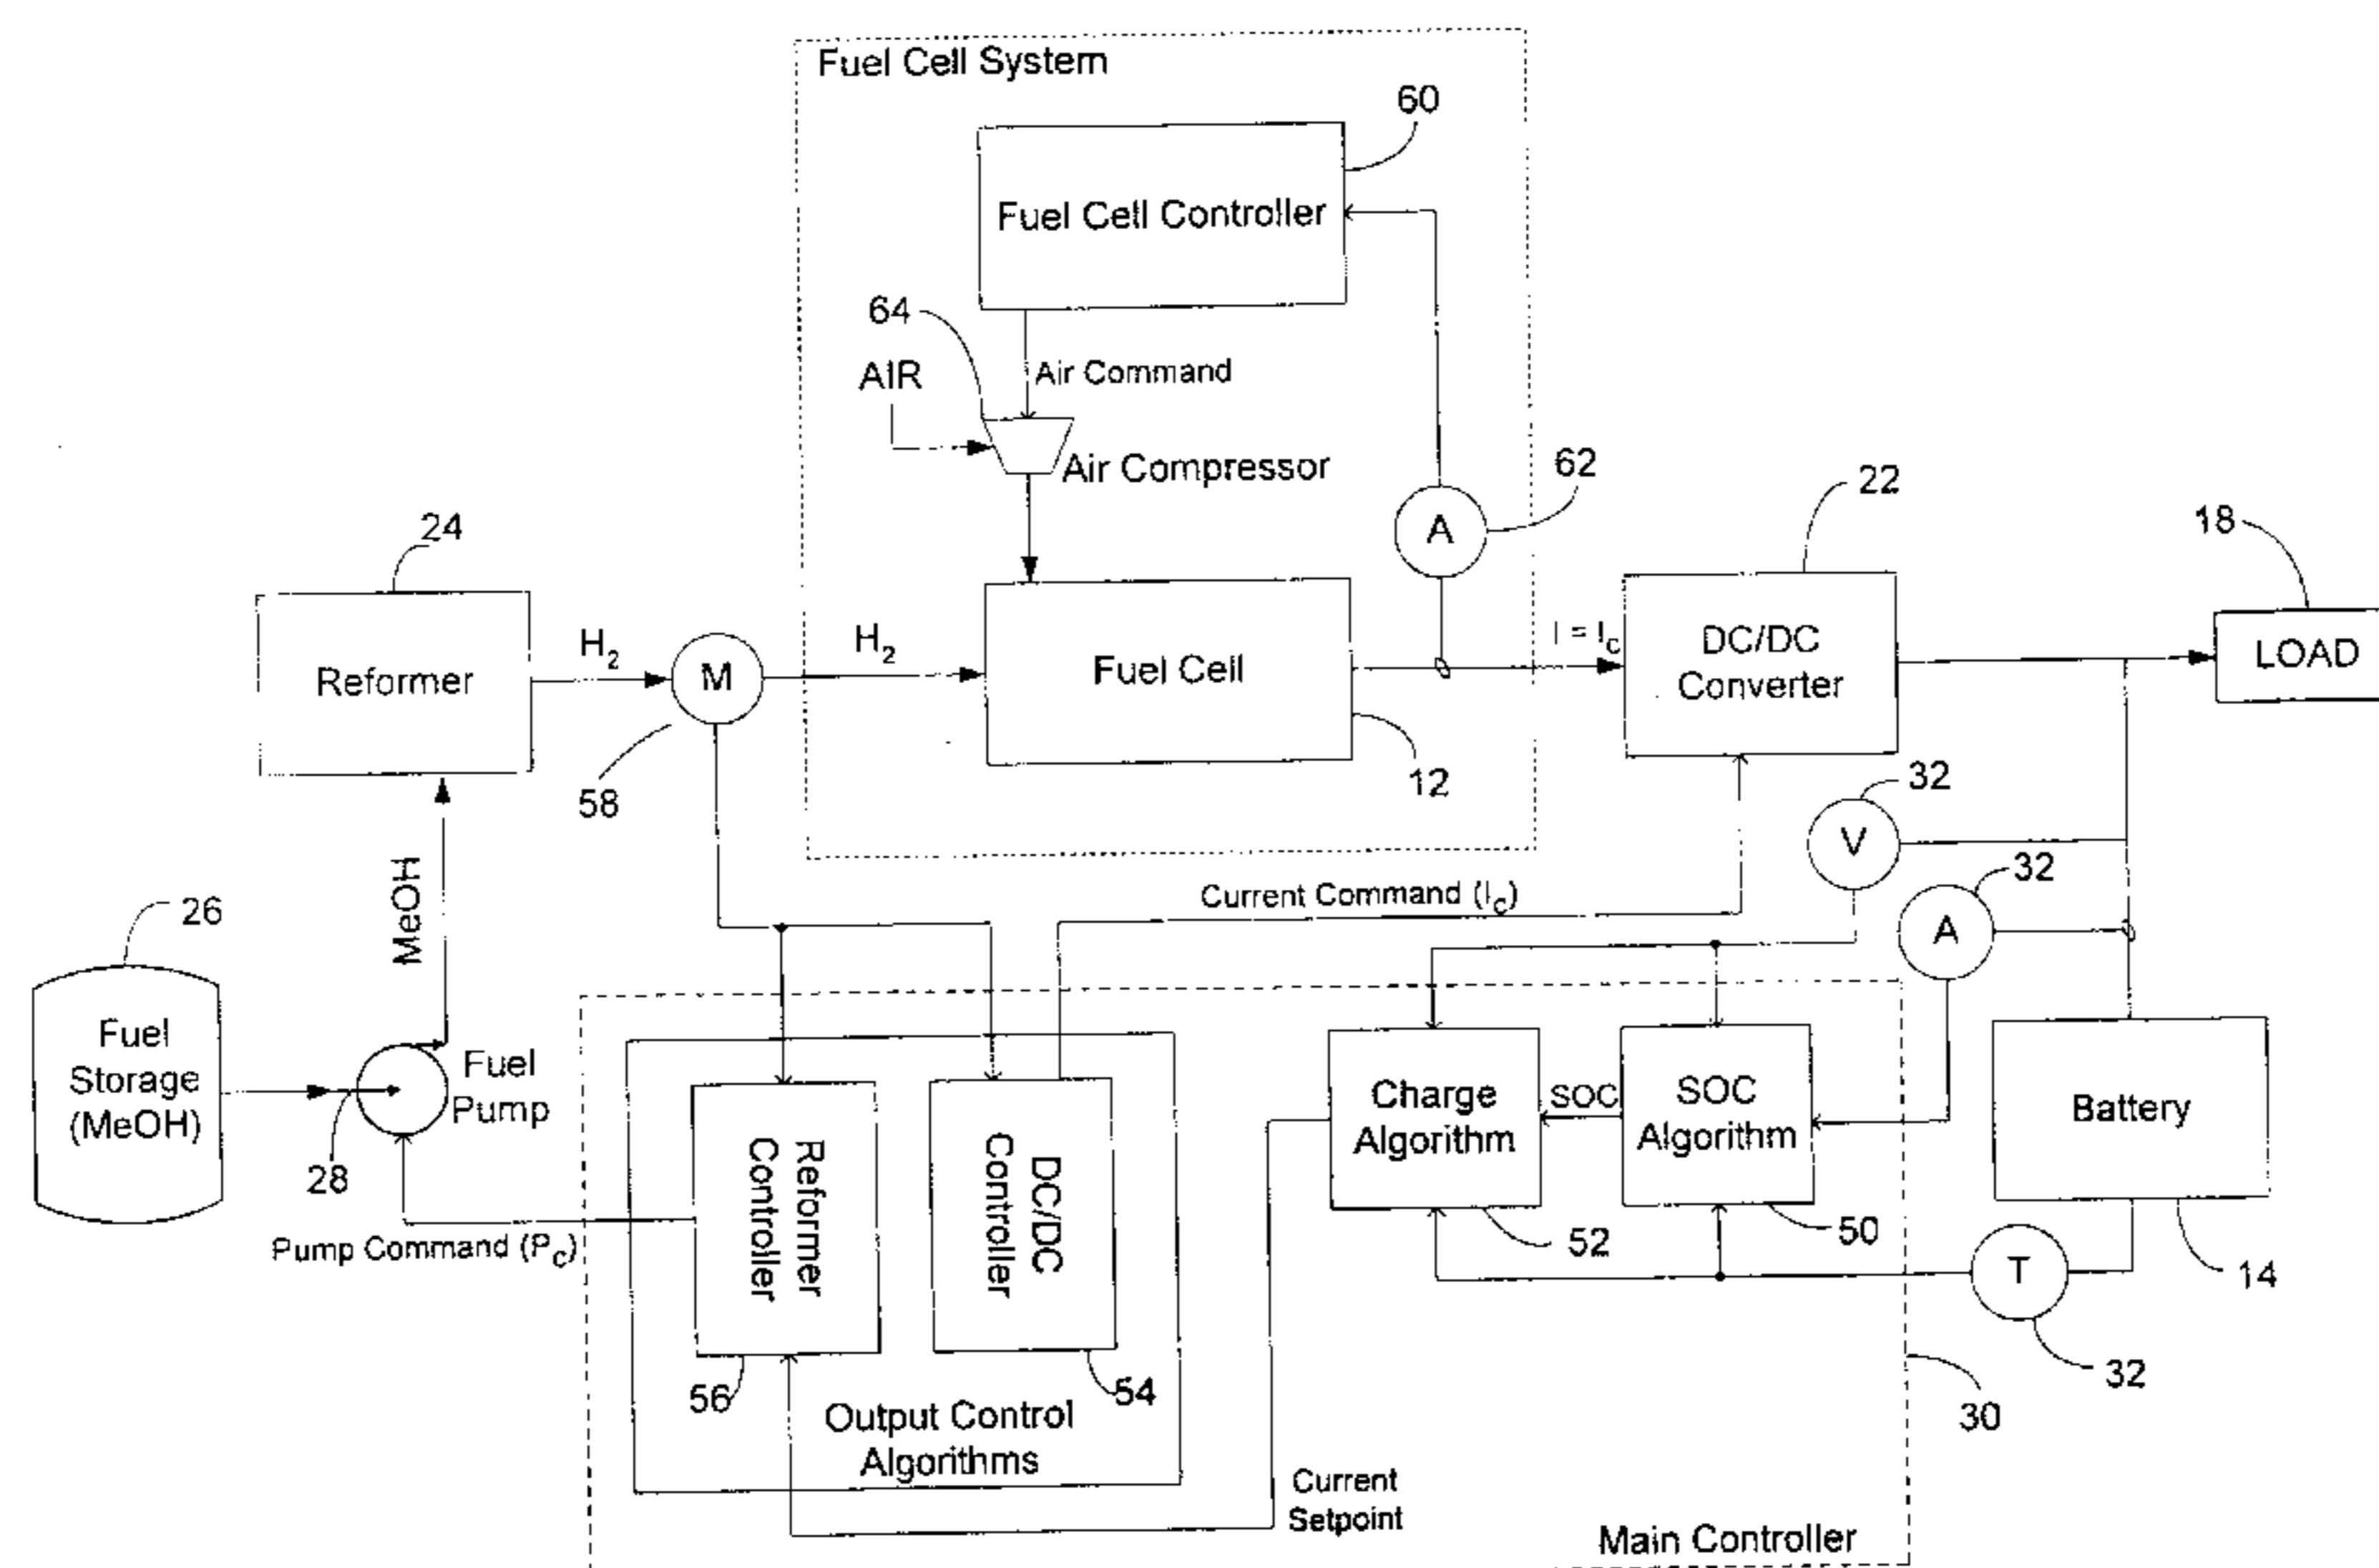 Fuel Cell System
60
Fuel Cell Controller
64
AIR
Air Command
Air Compressor
62
A
22
18
24
Reformer
H2
M
H2
Fuel Cell
I = Ic
DC/DC
Converter
LOAD
58
12
32
V
MeOH
Current Command (Ic)
32
A
26
Fuel
Storage
(MeOH)
28
Fuel
Pump
Reformer
Controller
DC/DC
Controller
Charge
Algorithm
SOC
SOC
Algorithm
Battery
Pump Command (Pc)
52
50
T
14
56
54
32
30
Output Control
Algorithms
Current
Setpoint
Main Controller